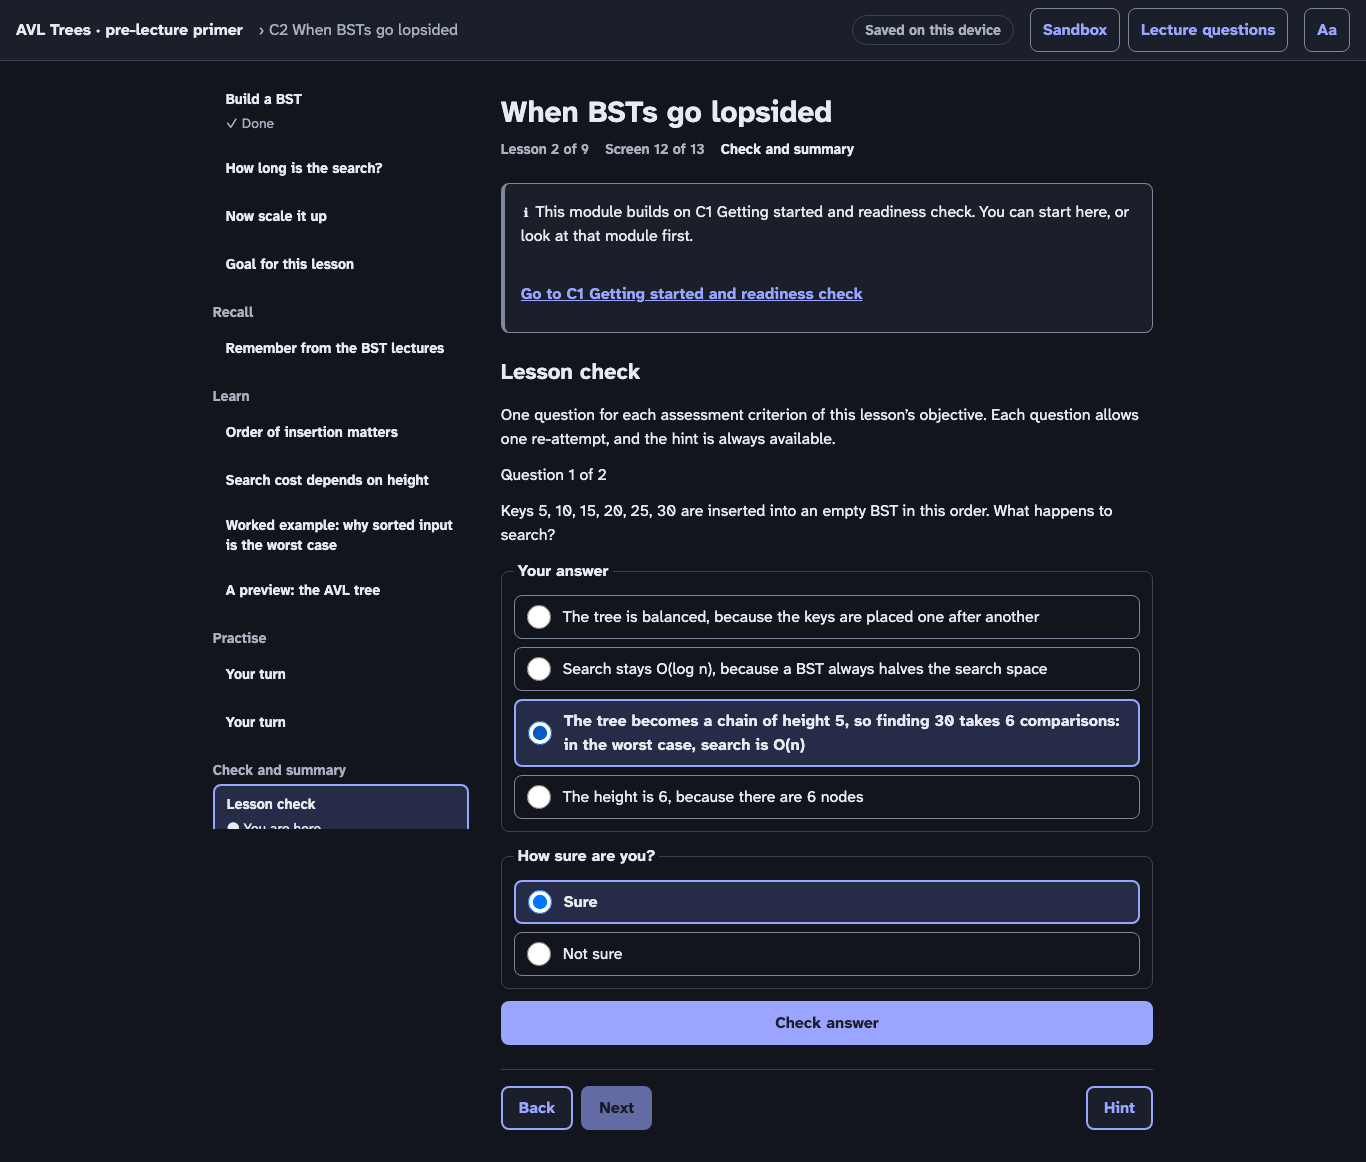 AVL Trees · pre-lecture primer
› C2 When BSTs go lopsided
Saved on this device
Sandbox
Lecture questions
Aa
Build a BST
✓ Done
How long is the search?
Now scale it up
Goal for this lesson
Recall
Remember from the BST lectures
Learn
Order of insertion matters
Search cost depends on height
Worked example: why sorted input
is the worst case
A preview: the AVL tree
Practise
Your turn
Your turn
Check and summary
Lesson check
You are here
When BSTs go lopsided
Lesson 2 of 9 Screen 12 of 13 Check and summary
ℹ This module builds on C1 Getting started and readiness check. You can start here, or
look at that module first.
Go to C1 Getting started and readiness check
Lesson check
One question for each assessment criterion of this lesson’s objective. Each question allows
one re-attempt, and the hint is always available.
Question 1 of 2
Keys 5, 10, 15, 20, 25, 30 are inserted into an empty BST in this order. What happens to
search?
Your answer
The tree is balanced, because the keys are placed one after another
Search stays O(log n), because a BST always halves the search space
The tree becomes a chain of height 5, so finding 30 takes 6 comparisons:
in the worst case, search is O(n)
The height is 6, because there are 6 nodes
How sure are you?
Sure
Not sure
Check answer
Back
Next
Hint